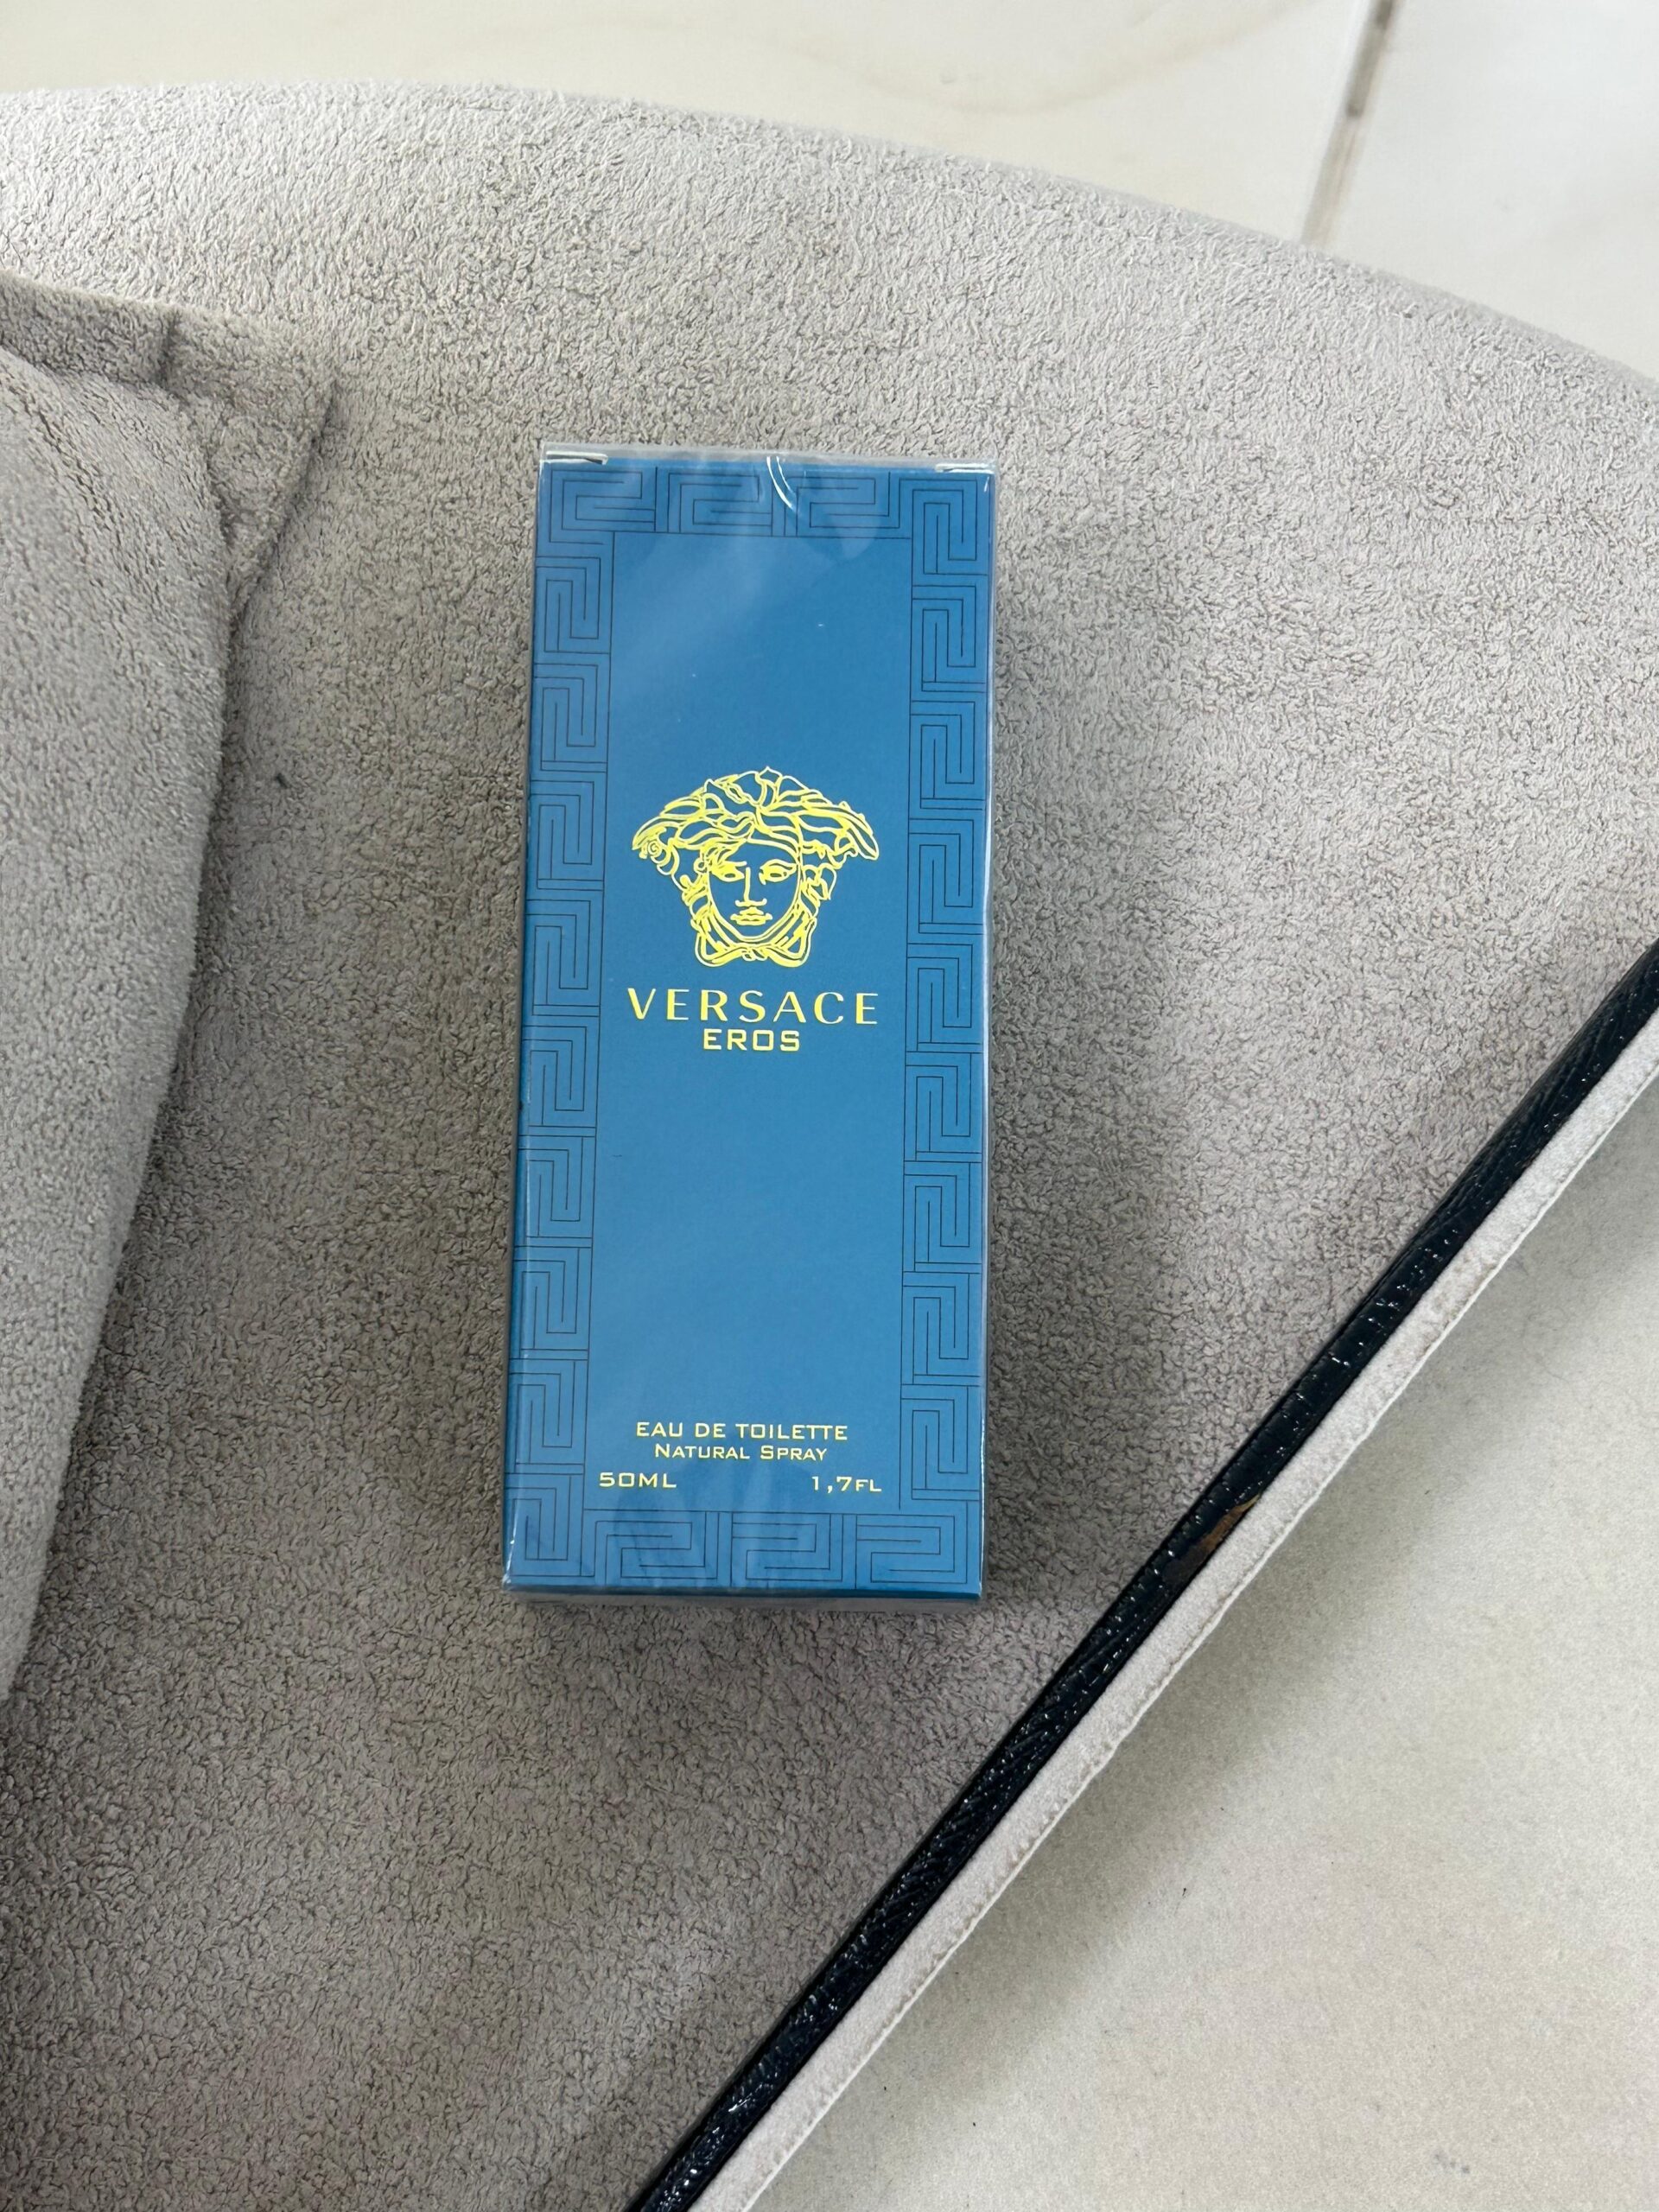 VERSACE
EROS
EAU DE TOILETTE
NATURAL SPRAY
50ML 1,7FL